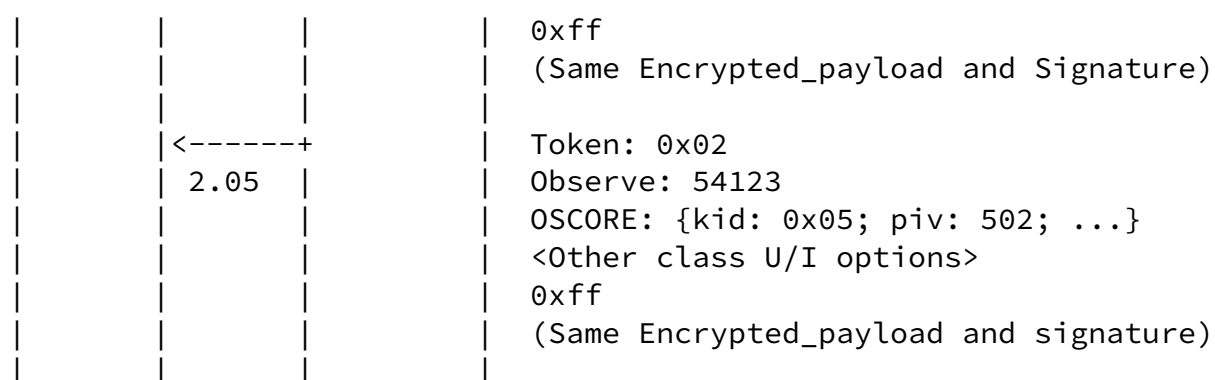 |       |       |         |  0xff
|       |       |         |  (Same Encrypted_payload and Signature)
|       |       |         |
|       |<------+         |  Token: 0x02
|       | 2.05  |         |  Observe: 54123
|       |       |         |  OSCORE: {kid: 0x05; piv: 502; ...}
|       |       |         |  <Other class U/I options>
|       |       |         |  0xff
|       |       |         |  (Same Encrypted_payload and signature)
|       |       |         |